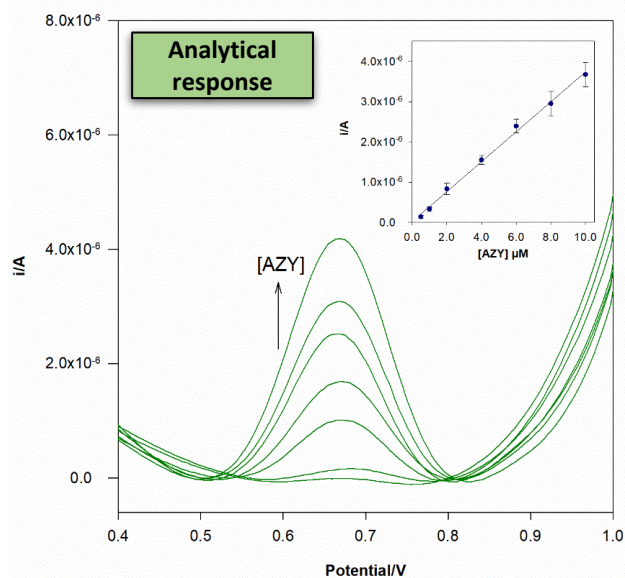 Analytical
response
8.0x10⁻⁶
6.0x10⁻⁶
4.0x10⁻⁶
2.0x10⁻⁶
0.0
i/A
0.4 0.5 0.6 0.7 0.8 0.9 1.0
Potential/V
[AZY]
4.0x10⁻⁶
3.0x10⁻⁶
2.0x10⁻⁶
1.0x10⁻⁶
0.0
i/A
0.0 2.0 4.0 6.0 8.0 10.0
[AZY] µM